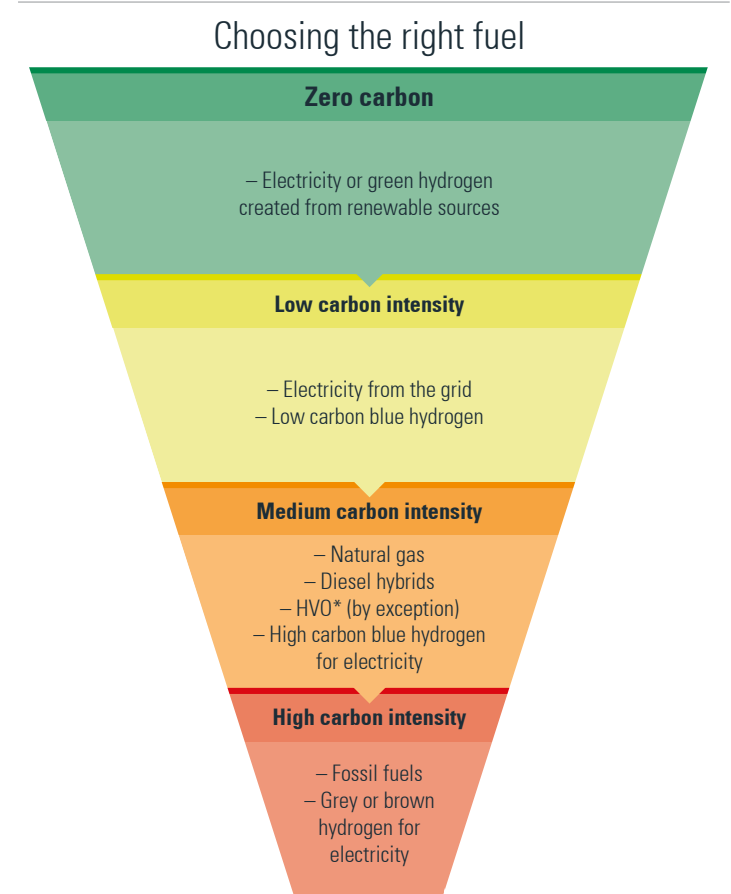 Choosing the right fuel
Zero carbon
– Electricity or green hydrogen
created from renewable sources
Low carbon intensity
– Electricity from the grid
– Low carbon blue hydrogen
Medium carbon intensity
– Natural gas
– Diesel hybrids
– HVO* (by exception)
– High carbon blue hydrogen
for electricity
High carbon intensity
– Fossil fuels
– Grey or brown
hydrogen for
electricity